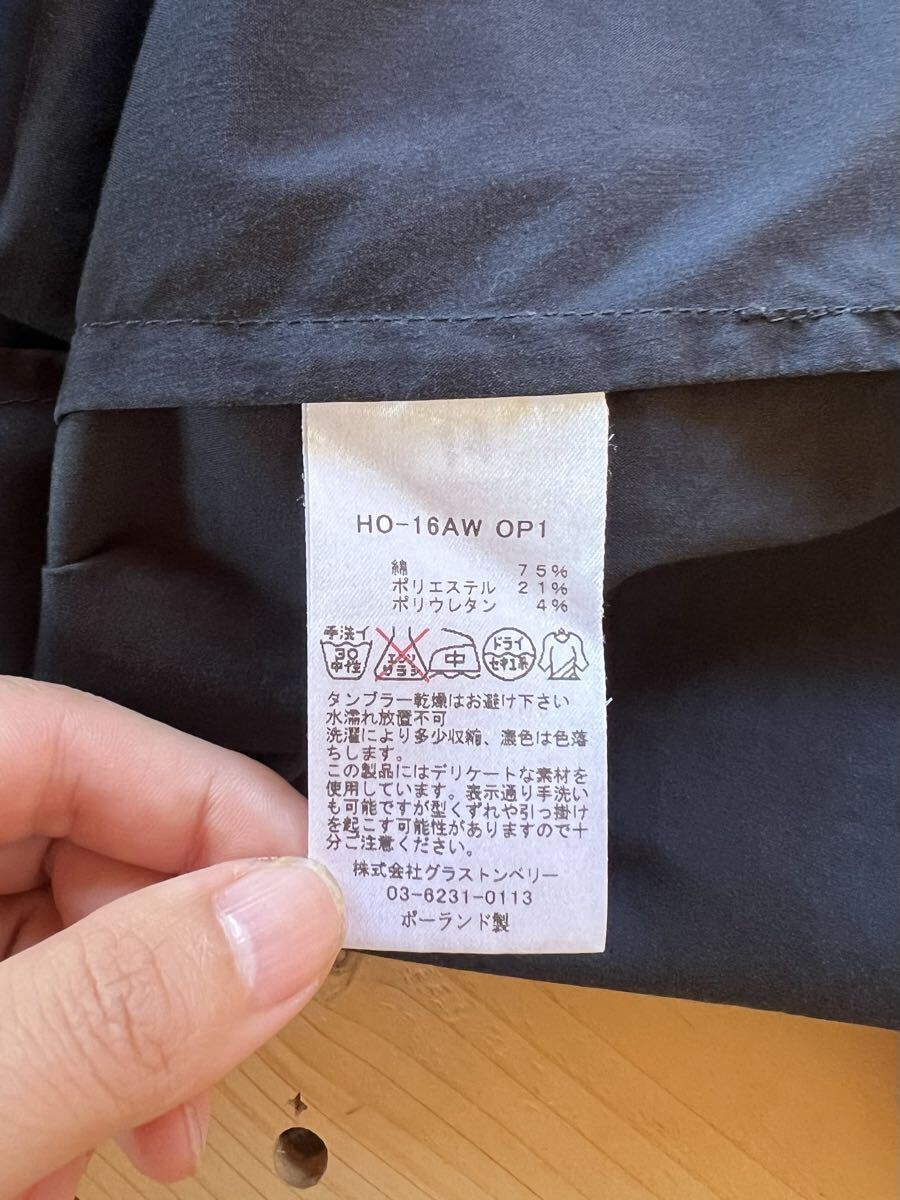 HO-16AW OP1
綿 75%
ポリエステル 21%
ポリウレタン 4%
手洗イ
30
中性
エンソ
サラシ
中
ドライ
セキユ系
タンブラー乾燥はお避け下さい
水濡れ放置不可
洗濯により多少収縮、濃色は色落
ちします。
この製品にはデリケートな素材を
使用しています。表示通り手洗い
も可能ですが型くずれや引っ掛け
を起こす可能性がありますので十
分ご注意ください。
株式会社グラストンベリー
03-6231-0113
ポーランド製